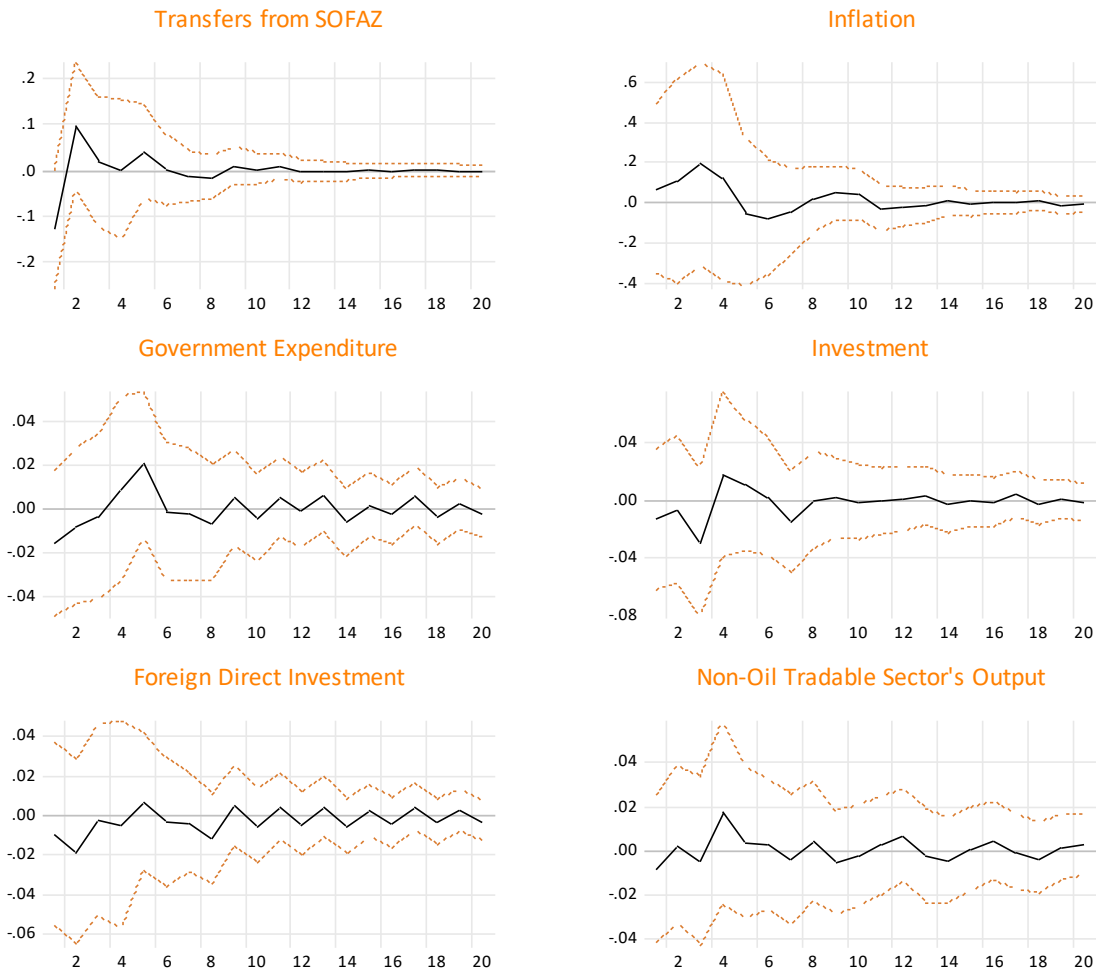 Transfers from SOFAZ
.2
.1
.0
-.1
-.2
2 4 6 8 10 12 14 16 18 20
Inflation
.6
.4
.2
.0
-.2
-.4
2 4 6 8 10 12 14 16 18 20
Government Expenditure
.04
.02
.00
-.02
-.04
2 4 6 8 10 12 14 16 18 20
Investment
.04
.00
-.04
-.08
2 4 6 8 10 12 14 16 18 20
Foreign Direct Investment
.04
.02
.00
-.02
-.04
-.06
2 4 6 8 10 12 14 16 18 20
Non-Oil Tradable Sector's Output
.04
.02
.00
-.02
-.04
2 4 6 8 10 12 14 16 18 20